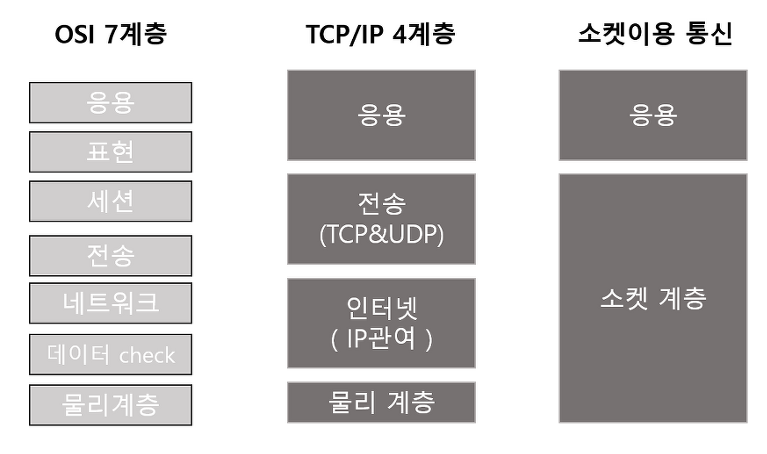 OSI 7계층
응용
표현
세션
전송
네트워크
데이터 check
물리계층
TCP/IP 4계층
응용
전송
(TCP&UDP)
인터넷
( IP관여 )
물리 계층
소켓이용 통신
응용
소켓 계층